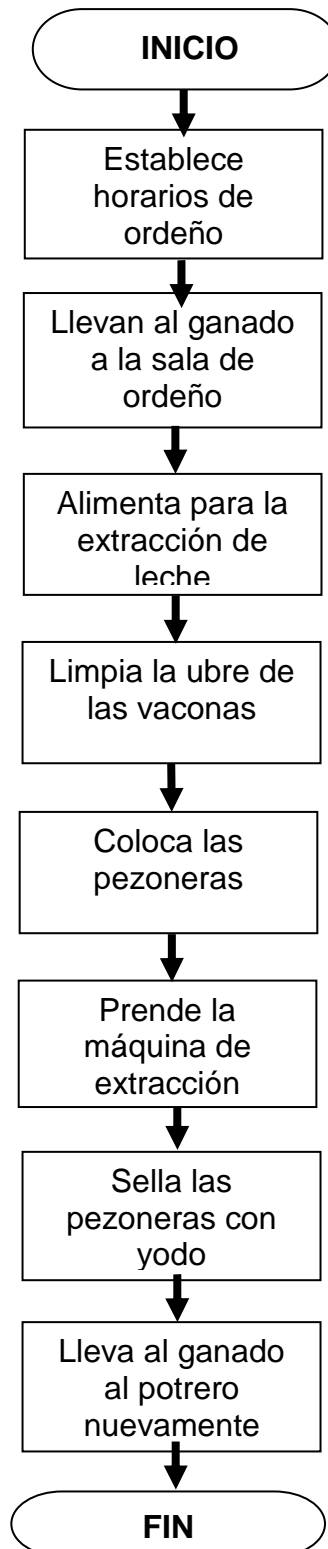 INICIO
Establece
horarios de
ordeño
Llevan al ganado
a la sala de
ordeño
Alimenta para la
extracción de
leche
Limpia la ubre de
las vaconas
Coloca las
pezoneras
Prende la
máquina de
extracción
Sella las
pezoneras con
yodo
Lleva al ganado
al potrero
nuevamente
FIN